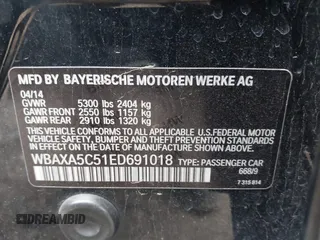 MFD BY BAYERISCHE MOTOREN WERKE AG
04/14
GVWR 5300 lbs 2404 kg
GAWR FRONT 2550 lbs 1157 kg
GAWR REAR 2910 lbs 1320 kg
THIS VEHICLE CONFORMS TO ALL APPLICABLE
FEDERAL MOTOR VEHICLE SAFETY, BUMPER,
AND THEFT PREVENTION STANDARDS IN EFFECT
ON THE DATE OF MANUFACTURE SHOWN ABOVE.
WBAXA5C51ED691018 TYPE: PASSENGER CAR
668/9
7 315 814
DREAMBID